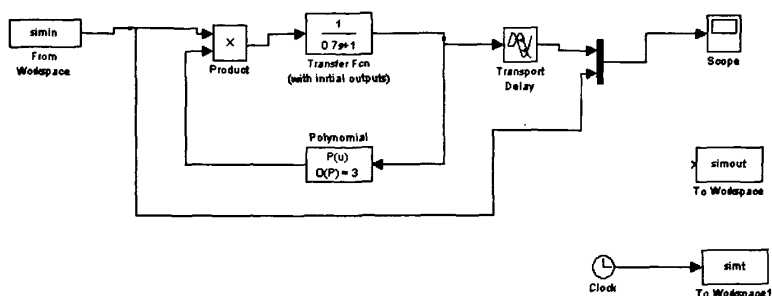 simin
From
Workspace
×
Product
1
0 7s+1
Transfer Fcn
(with initial outputs)
Transport
Delay
Scope
Polynomial
P(u)
O(P) = 3
simout
To Workspace
Clock
simt
To Workspace1